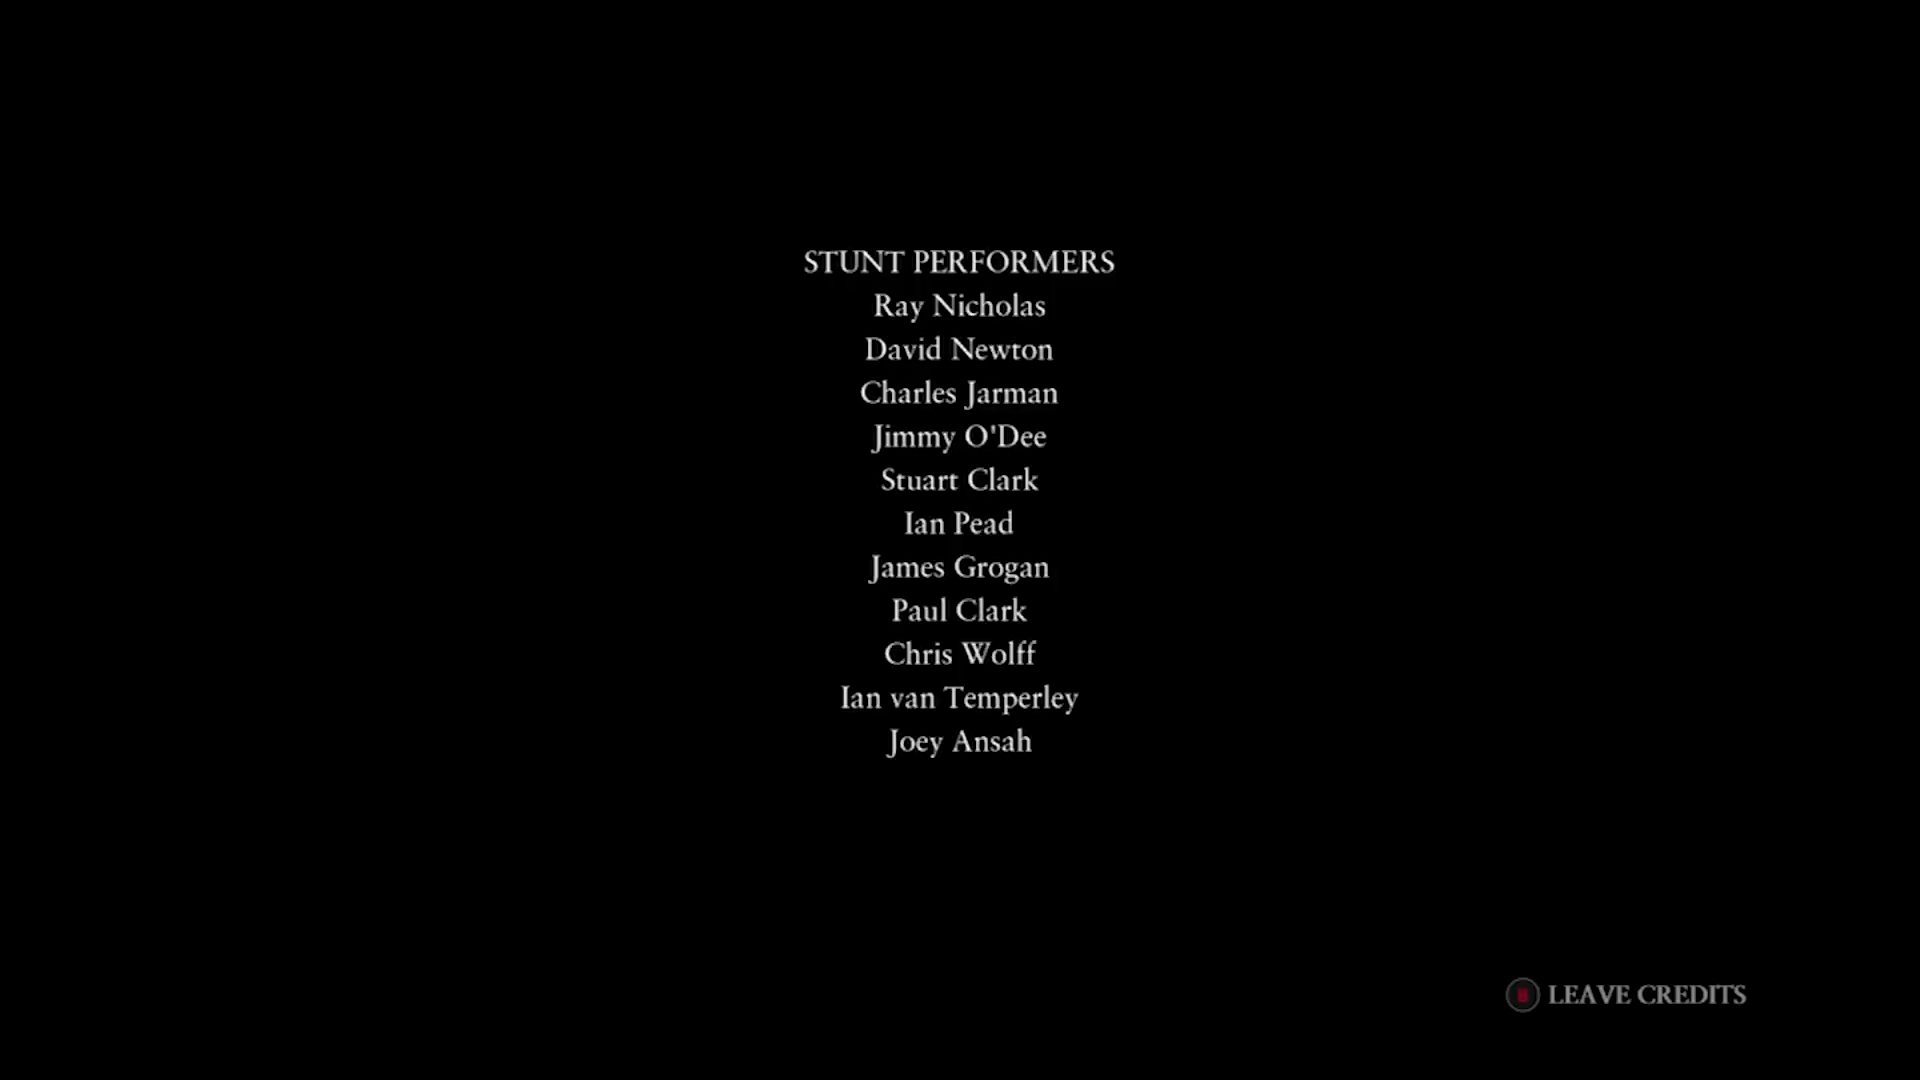 STUNT PERFORMERS
Ray Nicholas
David Newton
Charles Jarman
Jimmy O'Dee
Stuart Clark
Ian Pead
James Grogan
Paul Clark
Chris Wolff
Ian van Temperley
Joey Ansah
LEAVE CREDITS